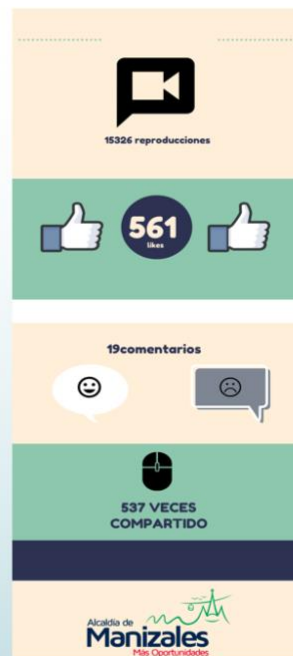 15326 reproducciones
561
likes
19comentarios
537 VECES
COMPARTIDO
Alcaldía de
Manizales
Más Oportunidades